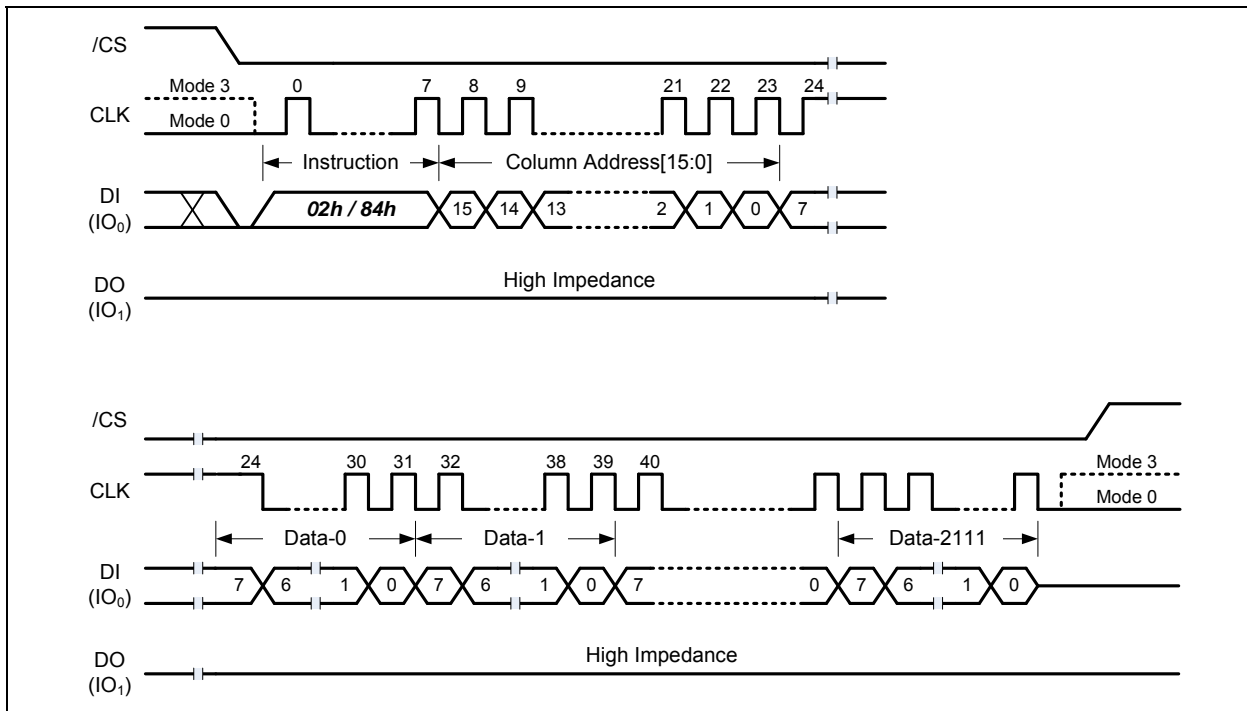 /CS
Mode 3 0 7 8 9 21 22 23 24
CLK
Mode 0
Instruction Column Address[15:0]
DI
(IO0) 02h / 84h 15 14 13 2 1 0 7
High Impedance
DO
(IO1)
/CS
24 30 31 32 38 39 40 Mode 3
CLK
Mode 0
Data-0 Data-1 Data-2111
DI
(IO0) 7 6 1 0 7 6 1 0 7 0 7 6 1 0
High Impedance
DO
(IO1)